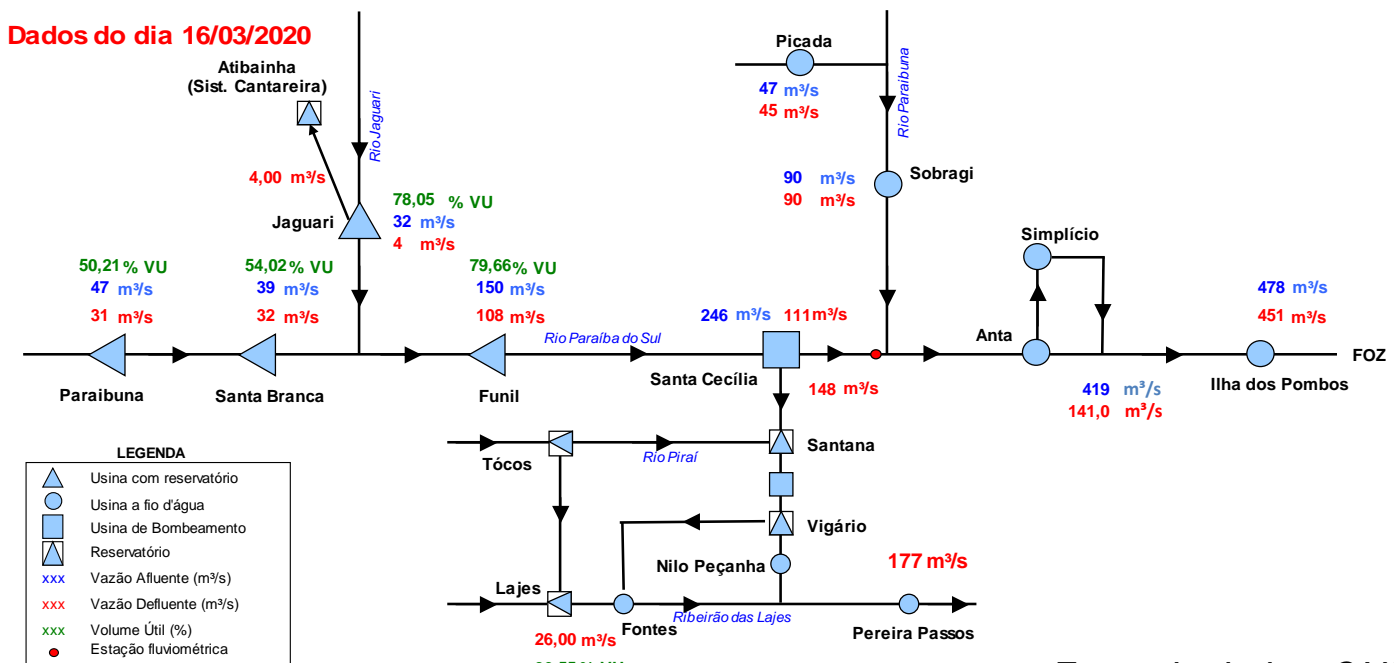 Dados do dia 16/03/2020
Atibainha
(Sist. Cantareira)
Rio Jaguari
4,00 m³/s
Jaguari
78,05 % VU
32 m³/s
4 m³/s
Picada
47 m³/s
45 m³/s
Rio Paraibuna
90 m³/s
90 m³/s
Sobragi
Simplício
50,21 % VU
47 m³/s
31 m³/s
Paraibuna
54,02 % VU
39 m³/s
32 m³/s
Santa Branca
79,66 % VU
150 m³/s
108 m³/s
Funil
Rio Paraíba do Sul
246 m³/s 111 m³/s
Santa Cecília
148 m³/s
Anta
419 m³/s
141,0 m³/s
478 m³/s
451 m³/s
Ilha dos Pombos
FOZ
Tócos
Rio Piraí
Santana
Vigário
Nilo Peçanha
177 m³/s
Lajes
26,00 m³/s
Fontes
Ribeirão das Lajes
Pereira Passos
LEGENDA
Usina com reservatório
Usina a fio d'água
Usina de Bombeamento
Reservatório
xxx Vazão Afluente (m³/s)
xxx Vazão Defluente (m³/s)
xxx Volume Útil (%)
Estação fluviométrica